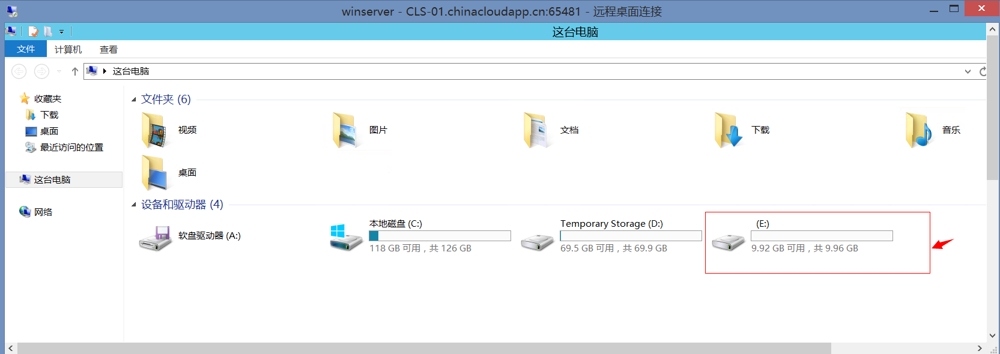 winserver - CLS-01.chinacloudapp.cn:65481 - 远程桌面连接
这台电脑
文件 计算机 查看
这台电脑
收藏夹
下载
桌面
最近访问的位置
这台电脑
网络
文件夹 (6)
视频 图片 文档 下载 音乐
桌面
设备和驱动器 (4)
软盘驱动器 (A:)
本地磁盘 (C:)
118 GB 可用，共 126 GB
Temporary Storage (D:)
69.5 GB 可用，共 69.9 GB
(E:)
9.92 GB 可用，共 9.96 GB